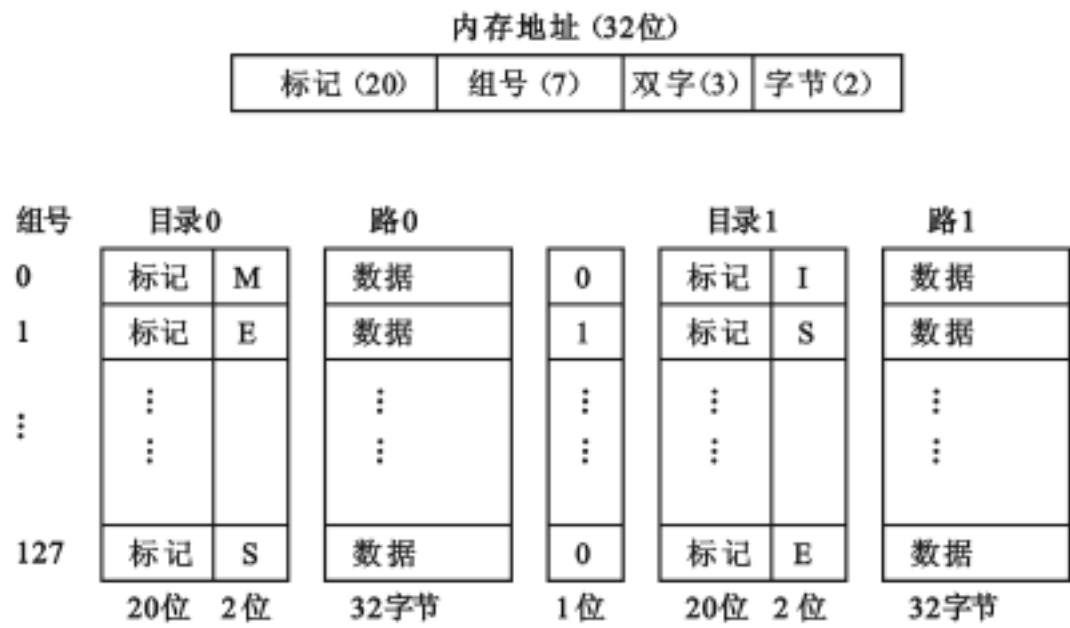 内存地址 (32位)
标记 (20) 组号 (7) 双字(3) 字节(2)
组号 目录0 路0 目录1 路1
0 标记 M 数据 0 标记 I 数据
1 标记 E 数据 1 标记 S 数据
⋮ ⋮ ⋮ ⋮ ⋮
⋮
⋮ ⋮ ⋮ ⋮ ⋮
127 标记 S 数据 0 标记 E 数据
20位 2位 32字节 1位 20位 2位 32字节